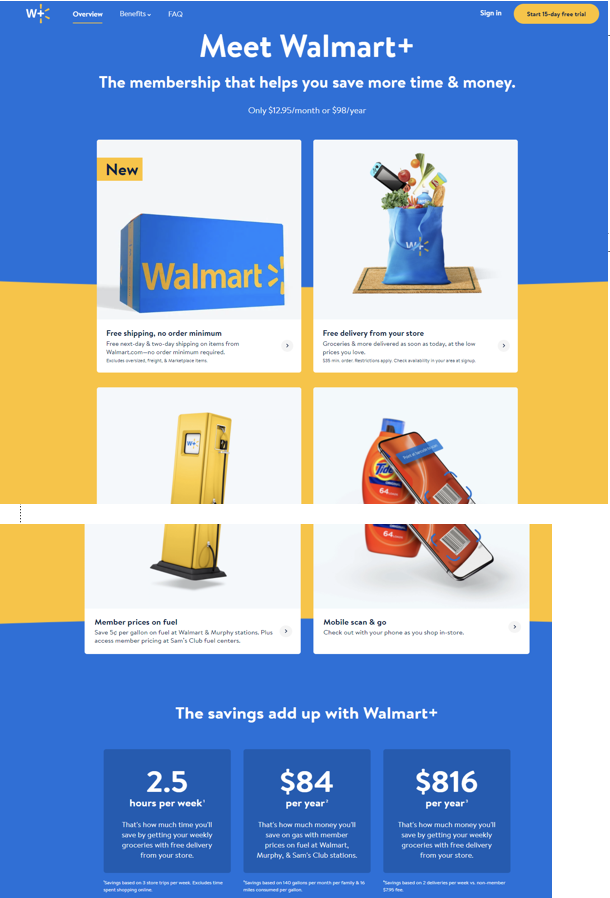 W+
Overview
Benefits
FAQ
Sign in
Start 15-day free trial
Meet Walmart+
The membership that helps you save more time & money.
Only $12.95/month or $98/year
New
Walmart
W+
Free shipping, no order minimum
Free next-day & two-day shipping on items from
Walmart.com—no order minimum required.
Excludes oversized, freight, & Marketplace items.
Free delivery from your store
Groceries & more delivered as soon as today, at the low
prices you love.
$35 min. order. Restrictions apply. Check availability in your area at signup.
W+
Tide
64
64
Member prices on fuel
Save 5¢ per gallon on fuel at Walmart & Murphy stations. Plus
access member pricing at Sam's Club fuel centers.
Mobile scan & go
Check out with your phone as you shop in-store.
The savings add up with Walmart+
2.5
hours per week¹
That's how much time you'll
save by getting your weekly
groceries with free delivery
from your store.
$84
per year²
That's how much money you'll
save on gas with member
prices on fuel at Walmart,
Murphy, & Sam's Club stations.
$816
per year³
That's how much money you'll
save by getting your weekly
groceries with free delivery
from your store.
¹Savings based on 3 store trips per week. Excludes time
spent shopping online.
²Savings based on 140 gallons per month per family & 16
miles consumed per gallon.
³Savings based on 2 deliveries per week vs. non-member
$7.95 fee.